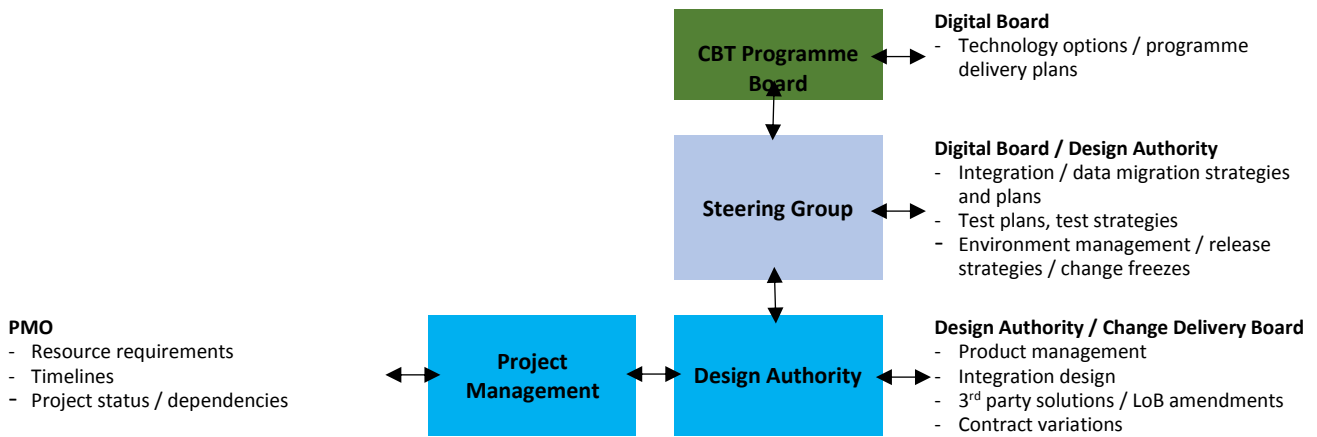 CBT Programme
Board
Digital Board
- Technology options / programme
delivery plans
Steering Group
Digital Board / Design Authority
- Integration / data migration strategies
and plans
- Test plans, test strategies
- Environment management / release
strategies / change freezes
PMO
- Resource requirements
- Timelines
- Project status / dependencies
Project
Management
Design Authority
Design Authority / Change Delivery Board
- Product management
- Integration design
- 3rd party solutions / LoB amendments
- Contract variations